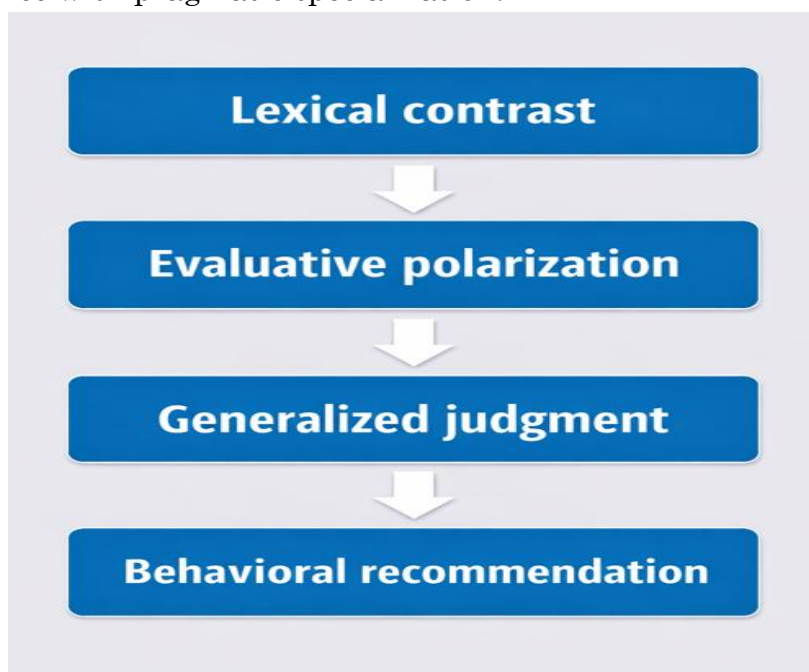 Lexical contrast
Evaluative polarization
Generalized judgment
Behavioral recommendation